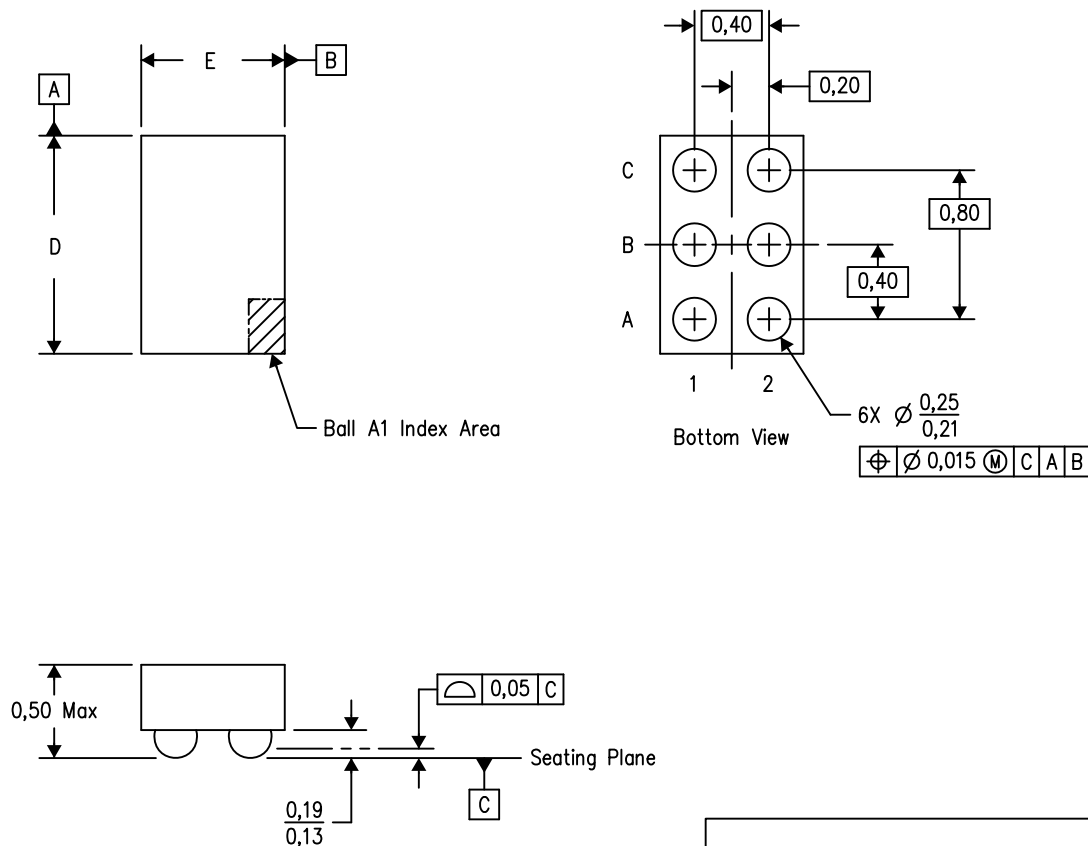 0,40
E
B
A
0,20
C
0,80
D
B
0,40
A
1 2
6X Ø 0,25
0,21
Ball A1 Index Area
Bottom View
⌖ Ø 0,015 Ⓜ C A B
0,05 C
0,50 Max
Seating Plane
C
0,19
0,13